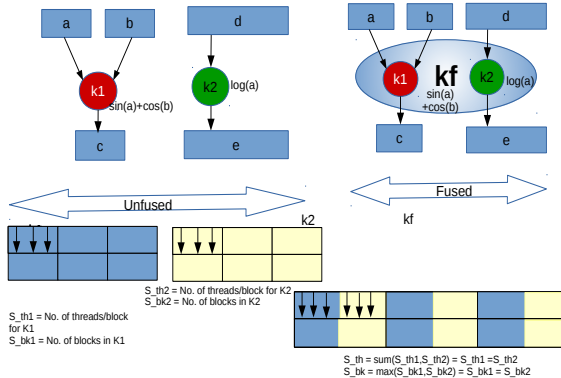 a
b
d
k1
k2
sin(a)+cos(b)
log(a)
c
e
a
b
d
kf
k1
k2
log(a)
sin(a)
+cos(b)
c
e
Unfused
Fused
k2
kf
S_th1 = No. of threads/block
for K1
S_bk1 = No. of blocks in K1
S_th2 = No. of threads/block for K2
S_bk2 = No. of blocks in K2
S_th = sum(S_th1,S_th2) = S_th1 =S_th2
S_bk = max(S_bk1,S_bk2) = S_bk1 = S_bk2